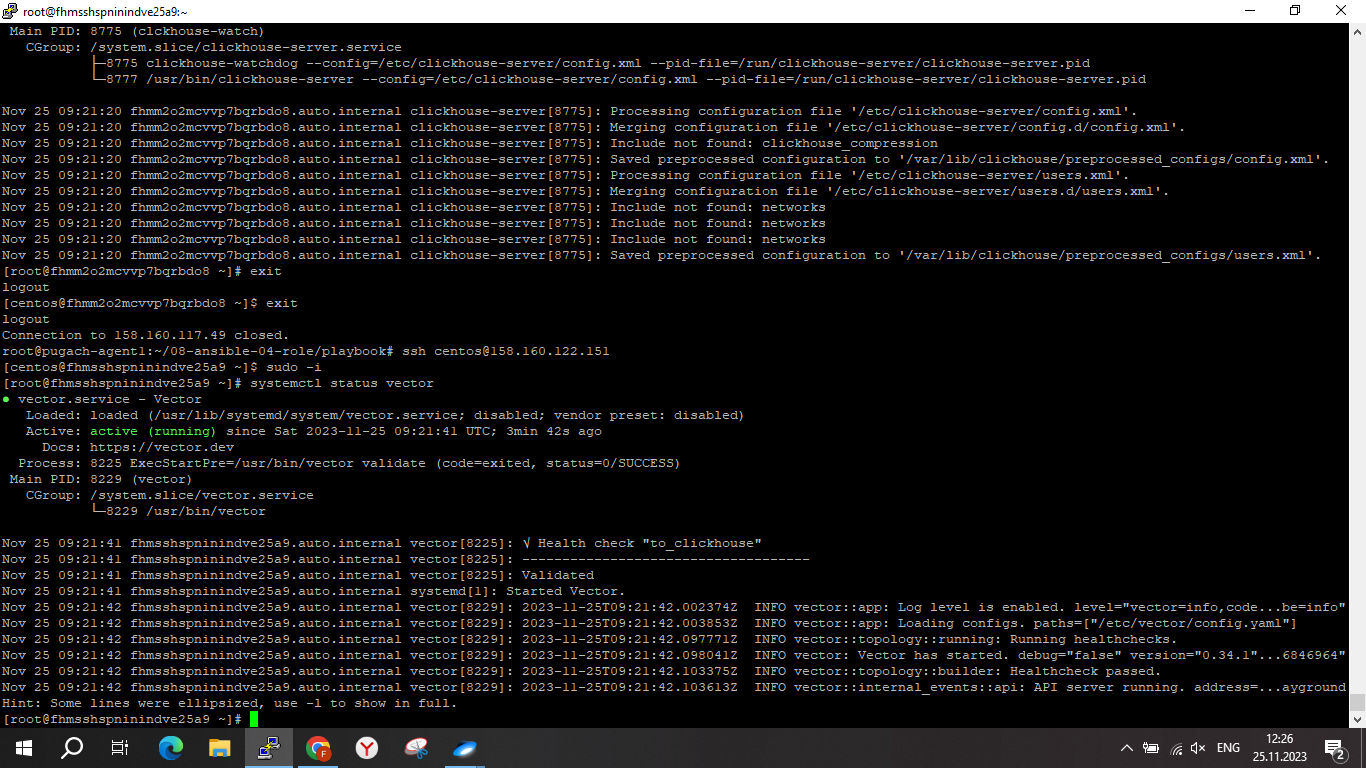 root@fhmsshspninindve25a9:~
Main PID: 8775 (clckhouse-watch)
CGroup: /system.slice/clickhouse-server.service
├─8775 clickhouse-watchdog --config=/etc/clickhouse-server/config.xml --pid-file=/run/clickhouse-server/clickhouse-server.pid
└─8777 /usr/bin/clickhouse-server --config=/etc/clickhouse-server/config.xml --pid-file=/run/clickhouse-server/clickhouse-server.pid
Nov 25 09:21:20 fhmm2o2mcvvp7bqrbdo8.auto.internal clickhouse-server[8775]: Processing configuration file '/etc/clickhouse-server/config.xml'.
Nov 25 09:21:20 fhmm2o2mcvvp7bqrbdo8.auto.internal clickhouse-server[8775]: Merging configuration file '/etc/clickhouse-server/config.d/config.xml'.
Nov 25 09:21:20 fhmm2o2mcvvp7bqrbdo8.auto.internal clickhouse-server[8775]: Include not found: clickhouse_compression
Nov 25 09:21:20 fhmm2o2mcvvp7bqrbdo8.auto.internal clickhouse-server[8775]: Saved preprocessed configuration to '/var/lib/clickhouse/preprocessed_configs/config.xml'.
Nov 25 09:21:20 fhmm2o2mcvvp7bqrbdo8.auto.internal clickhouse-server[8775]: Processing configuration file '/etc/clickhouse-server/users.xml'.
Nov 25 09:21:20 fhmm2o2mcvvp7bqrbdo8.auto.internal clickhouse-server[8775]: Merging configuration file '/etc/clickhouse-server/users.d/users.xml'.
Nov 25 09:21:20 fhmm2o2mcvvp7bqrbdo8.auto.internal clickhouse-server[8775]: Include not found: networks
Nov 25 09:21:20 fhmm2o2mcvvp7bqrbdo8.auto.internal clickhouse-server[8775]: Include not found: networks
Nov 25 09:21:20 fhmm2o2mcvvp7bqrbdo8.auto.internal clickhouse-server[8775]: Include not found: networks
Nov 25 09:21:20 fhmm2o2mcvvp7bqrbdo8.auto.internal clickhouse-server[8775]: Saved preprocessed configuration to '/var/lib/clickhouse/preprocessed_configs/users.xml'.
[root@fhmm2o2mcvvp7bqrbdo8 ~]# exit
logout
[centos@fhmm2o2mcvvp7bqrbdo8 ~]$ exit
logout
Connection to 158.160.117.49 closed.
root@pugach-agent1:~/08-ansible-04-role/playbook# ssh centos@158.160.122.151
[centos@fhmsshspninindve25a9 ~]$ sudo -i
[root@fhmsshspninindve25a9 ~]# systemctl status vector
● vector.service - Vector
Loaded: loaded (/usr/lib/systemd/system/vector.service; disabled; vendor preset: disabled)
Active: active (running) since Sat 2023-11-25 09:21:41 UTC; 3min 42s ago
Docs: https://vector.dev
Process: 8225 ExecStartPre=/usr/bin/vector validate (code=exited, status=0/SUCCESS)
Main PID: 8229 (vector)
CGroup: /system.slice/vector.service
└─8229 /usr/bin/vector
Nov 25 09:21:41 fhmsshspninindve25a9.auto.internal vector[8225]: √ Health check "to_clickhouse"
Nov 25 09:21:41 fhmsshspninindve25a9.auto.internal vector[8225]: ------------------------------------
Nov 25 09:21:41 fhmsshspninindve25a9.auto.internal vector[8225]: Validated
Nov 25 09:21:41 fhmsshspninindve25a9.auto.internal systemd[1]: Started Vector.
Nov 25 09:21:42 fhmsshspninindve25a9.auto.internal vector[8229]: 2023-11-25T09:21:42.002374Z  INFO vector::app: Log level is enabled. level="vector=info,code...be=info"
Nov 25 09:21:42 fhmsshspninindve25a9.auto.internal vector[8229]: 2023-11-25T09:21:42.003853Z  INFO vector::app: Loading configs. paths=["/etc/vector/config.yaml"]
Nov 25 09:21:42 fhmsshspninindve25a9.auto.internal vector[8229]: 2023-11-25T09:21:42.097771Z  INFO vector::topology::running: Running healthchecks.
Nov 25 09:21:42 fhmsshspninindve25a9.auto.internal vector[8229]: 2023-11-25T09:21:42.098041Z  INFO vector: Vector has started. debug="false" version="0.34.1"...6846964"
Nov 25 09:21:42 fhmsshspninindve25a9.auto.internal vector[8229]: 2023-11-25T09:21:42.103375Z  INFO vector::topology::builder: Healthcheck passed.
Nov 25 09:21:42 fhmsshspninindve25a9.auto.internal vector[8229]: 2023-11-25T09:21:42.103613Z  INFO vector::internal_events::api: API server running. address=...ayground
Hint: Some lines were ellipsized, use -l to show in full.
[root@fhmsshspninindve25a9 ~]#
ENG
12:26
25.11.2023
2